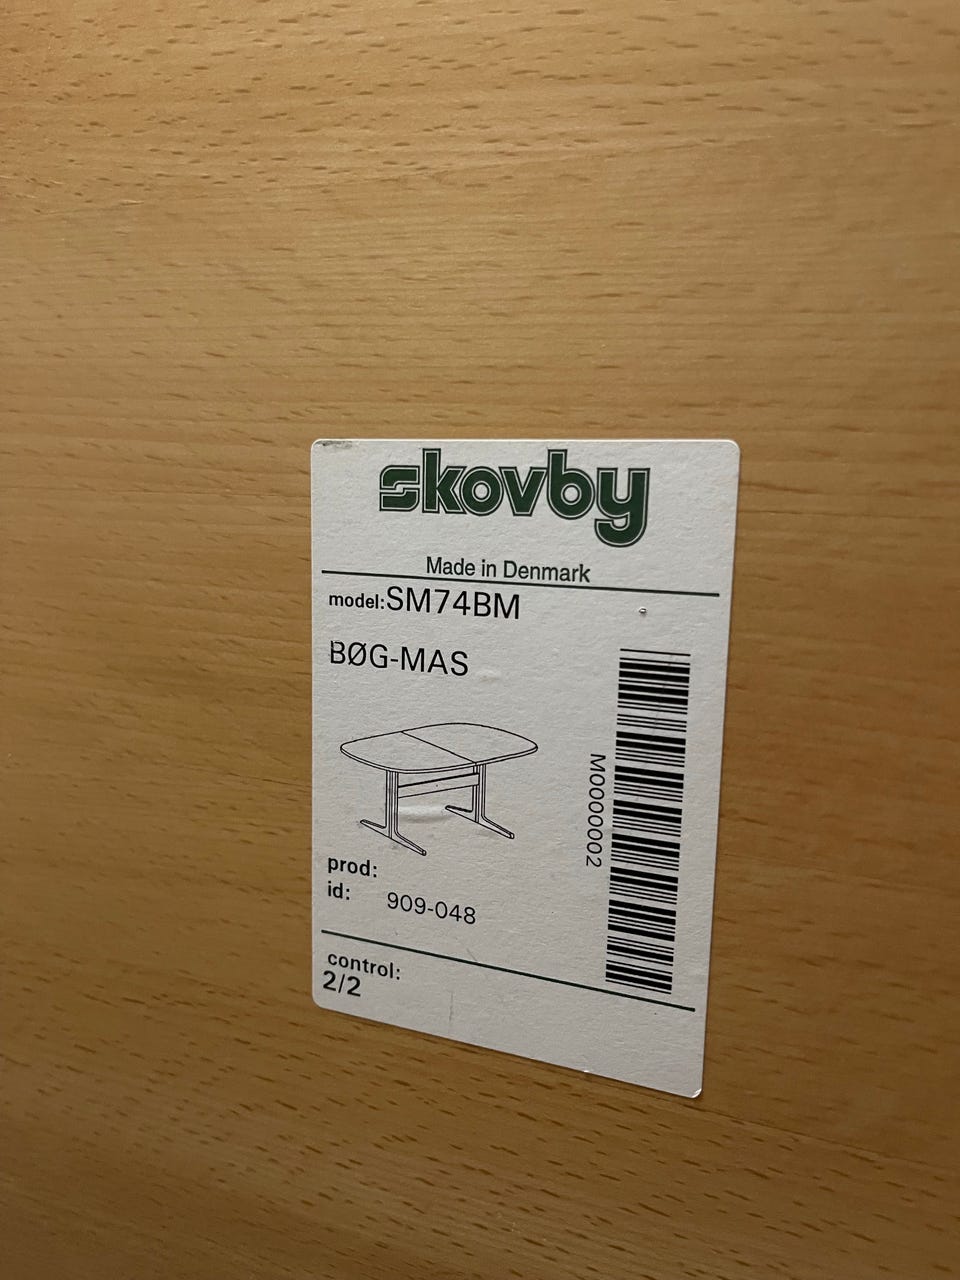 skovby
Made in Denmark
model:SM74BM
BØG-MAS
M0000002
prod:
id: 909-048
control:
2/2